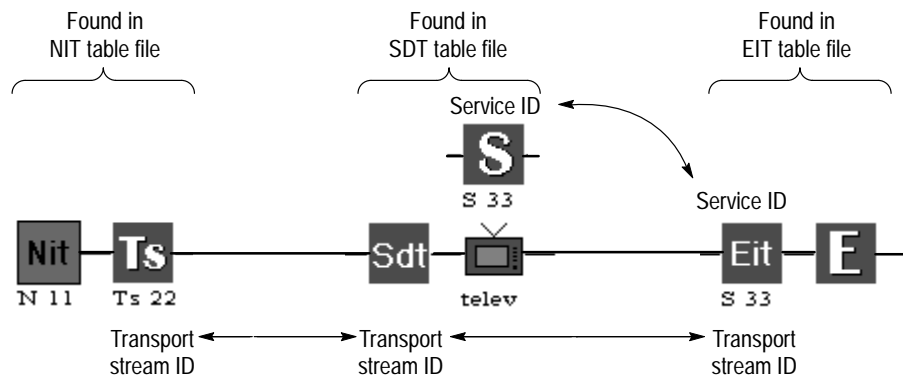 Found in
NIT table file
Found in
SDT table file
Found in
EIT table file
Service ID
S
S 33
Service ID
Nit
Ts
Sdt
Eit
E
N 11
Ts 22
telev
S 33
Transport
stream ID
Transport
stream ID
Transport
stream ID